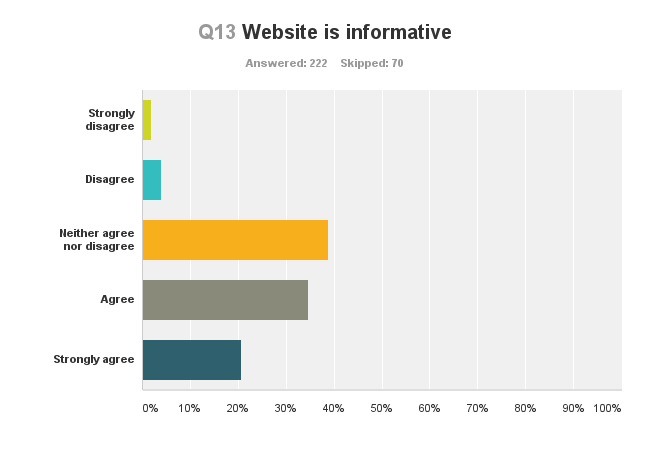 Q13 Website is informative
Answered: 222 Skipped: 70
Strongly
disagree
Disagree
Neither agree
nor disagree
Agree
Strongly agree
0% 10% 20% 30% 40% 50% 60% 70% 80% 90% 100%